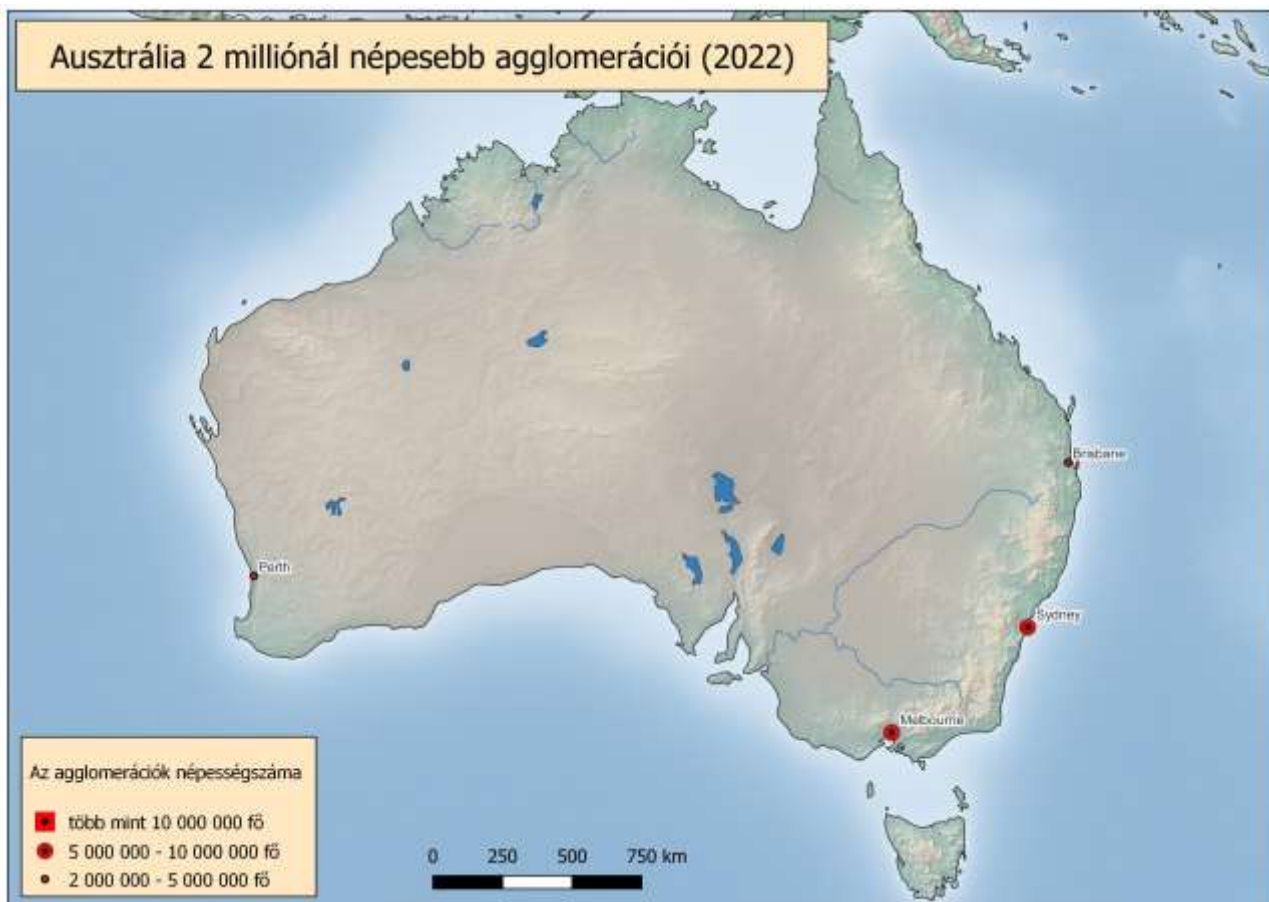 Ausztrália 2 milliónál népesebb agglomerációi (2022)
Brisbane
Perth
Sydney
Melbourne
Az agglomerációk népességszáma
több mint 10 000 000 fő
5 000 000 - 10 000 000 fő
2 000 000 - 5 000 000 fő
0 250 500 750 km